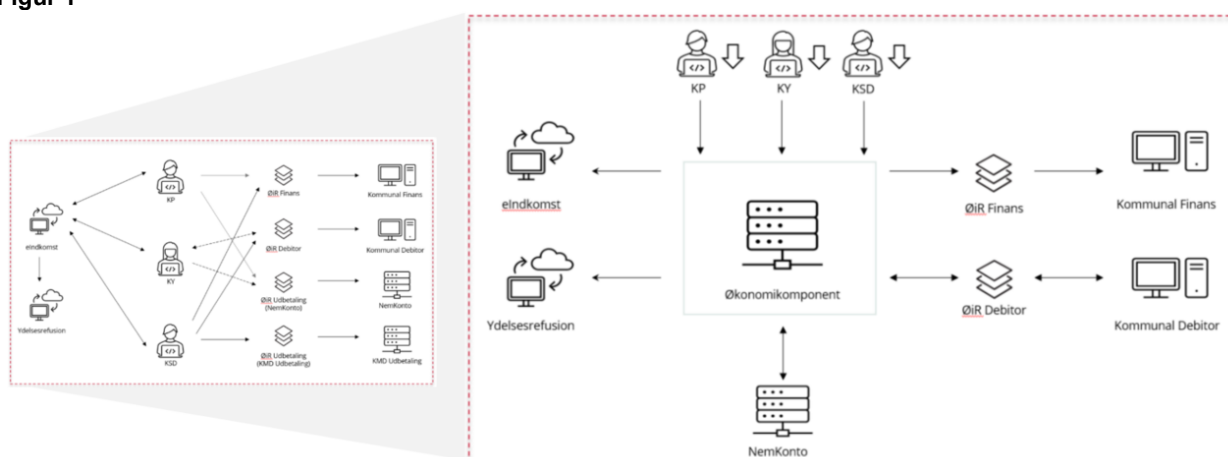 Figur 1
KP
KY
KSD
eIndkomst
Ydelsesrefusion
ØiR Finans
ØiR Debitor
ØiR Udbetaling
(NemKonto)
ØiR Udbetaling
(KMD Udbetaling)
Kommunal Finans
Kommunal Debitor
NemKonto
KMD Udbetaling
KP
KY
KSD
eIndkomst
Ydelsesrefusion
Økonomikomponent
ØiR Finans
ØiR Debitor
Kommunal Finans
Kommunal Debitor
NemKonto